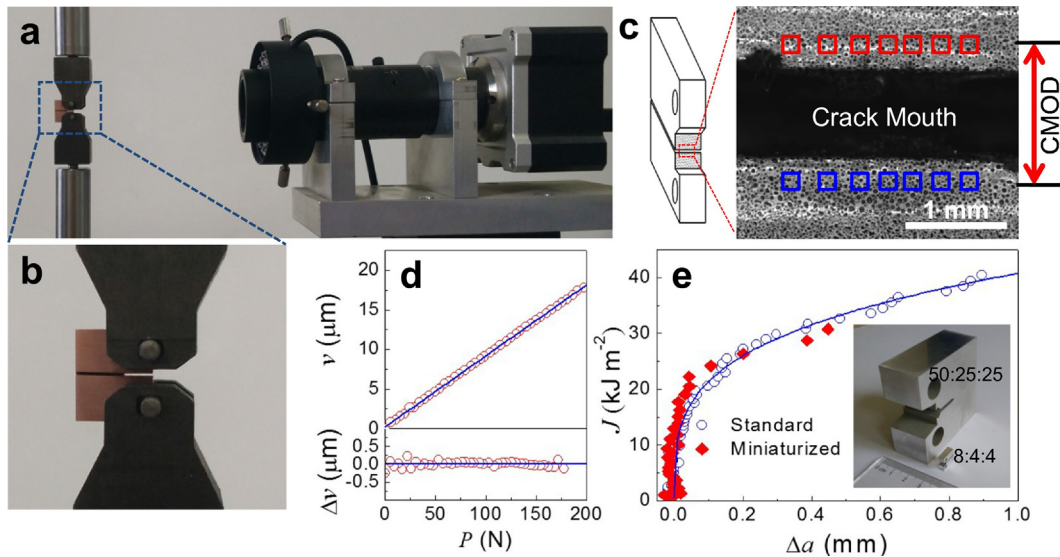 a
b
c
Crack Mouth
1 mm
CMOD
d
v (μm)
20
15
10
5
0
Δv (μm)
0.5
0.0
-0.5
0 50 100 150 200
P (N)
e
J (kJ m⁻²)
40
30
20
10
0
50:25:25
8:4:4
Standard
Miniaturized
0.0 0.2 0.4 0.6 0.8 1.0
Δa (mm)